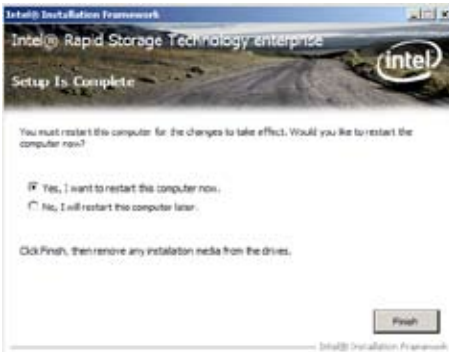 Intel® Installation Framework
Intel® Rapid Storage Technology enterprise
intel
Setup Is Complete
You must restart this computer for the changes to take effect. Would you like to restart the
computer now?
Yes, I want to restart this computer now.
No, I will restart this computer later.
Click Finish, then remove any installation media from the drives.
Finish
Intel® Installation Framework